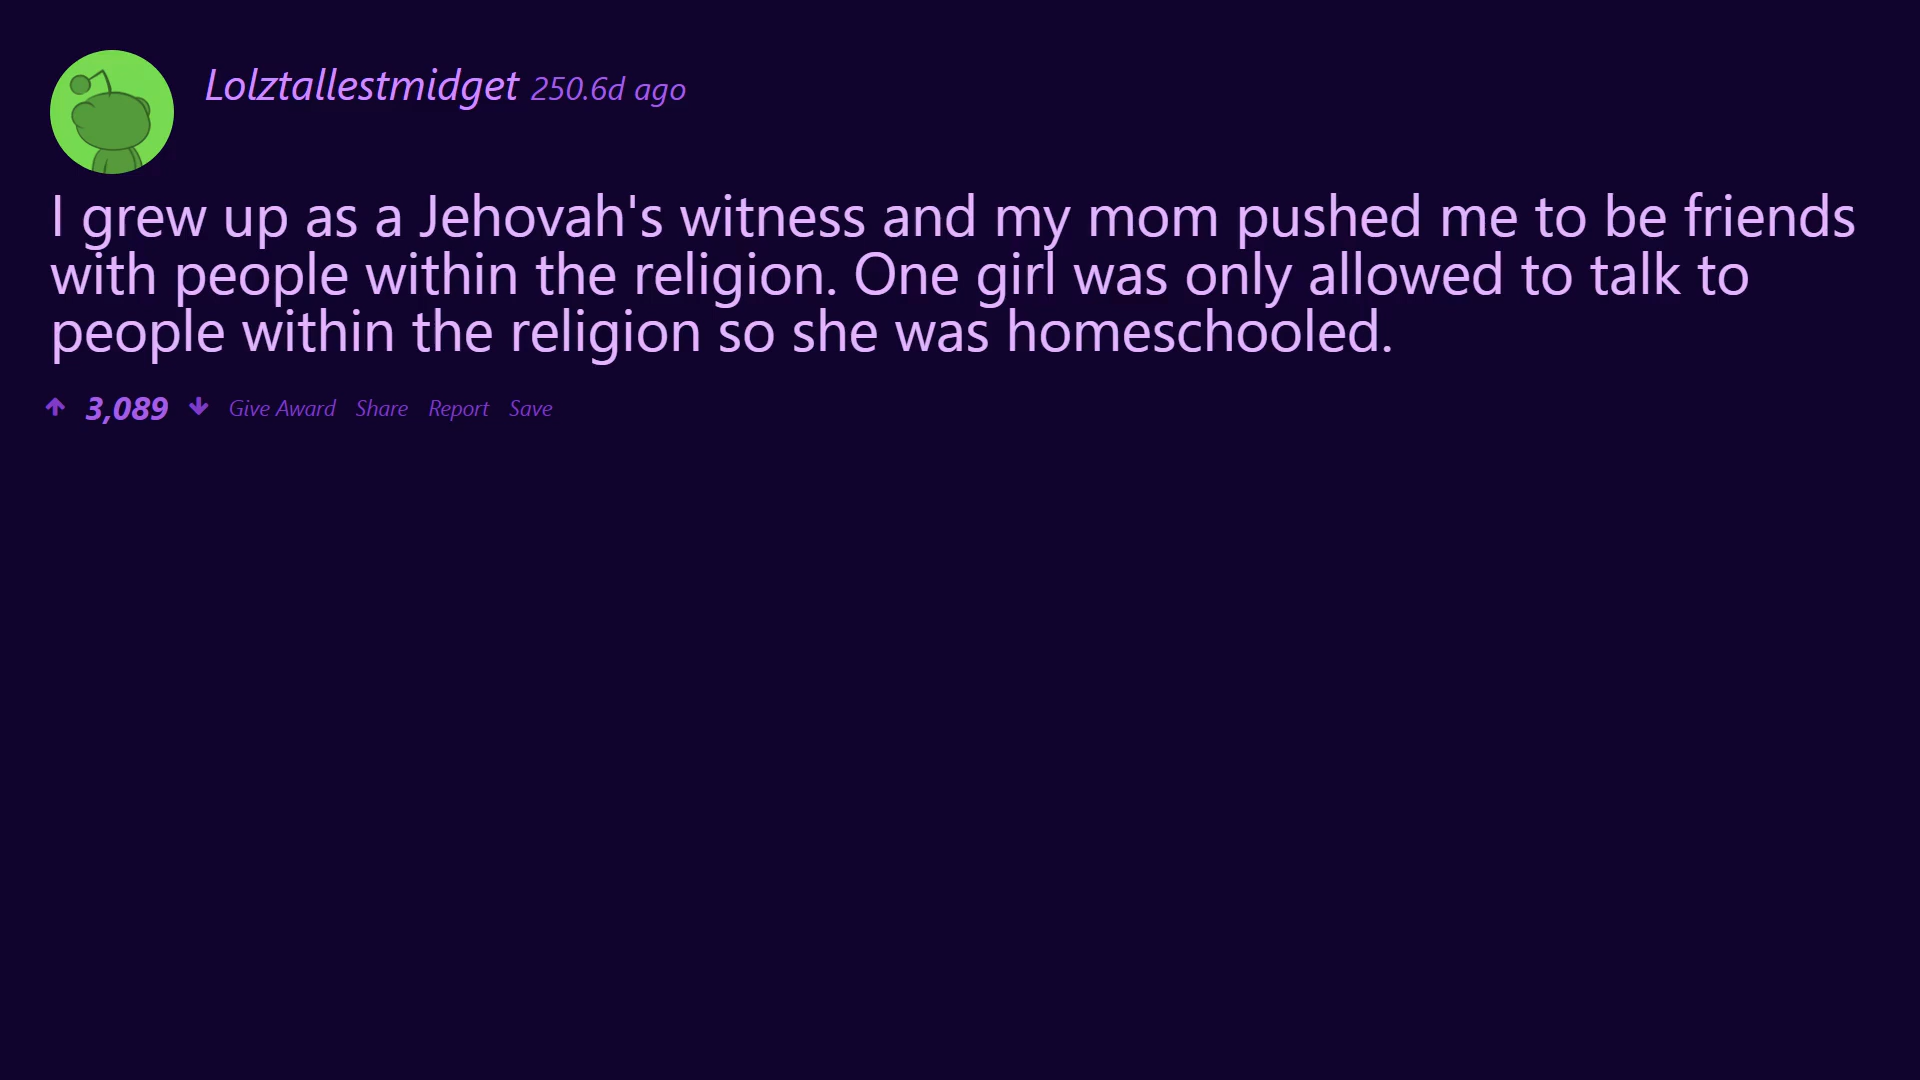 Lolztallestmidget 250.6d ago
I grew up as a Jehovah's witness and my mom pushed me to be friends
with people within the religion. One girl was only allowed to talk to
people within the religion so she was homeschooled.
3,089 Give Award Share Report Save